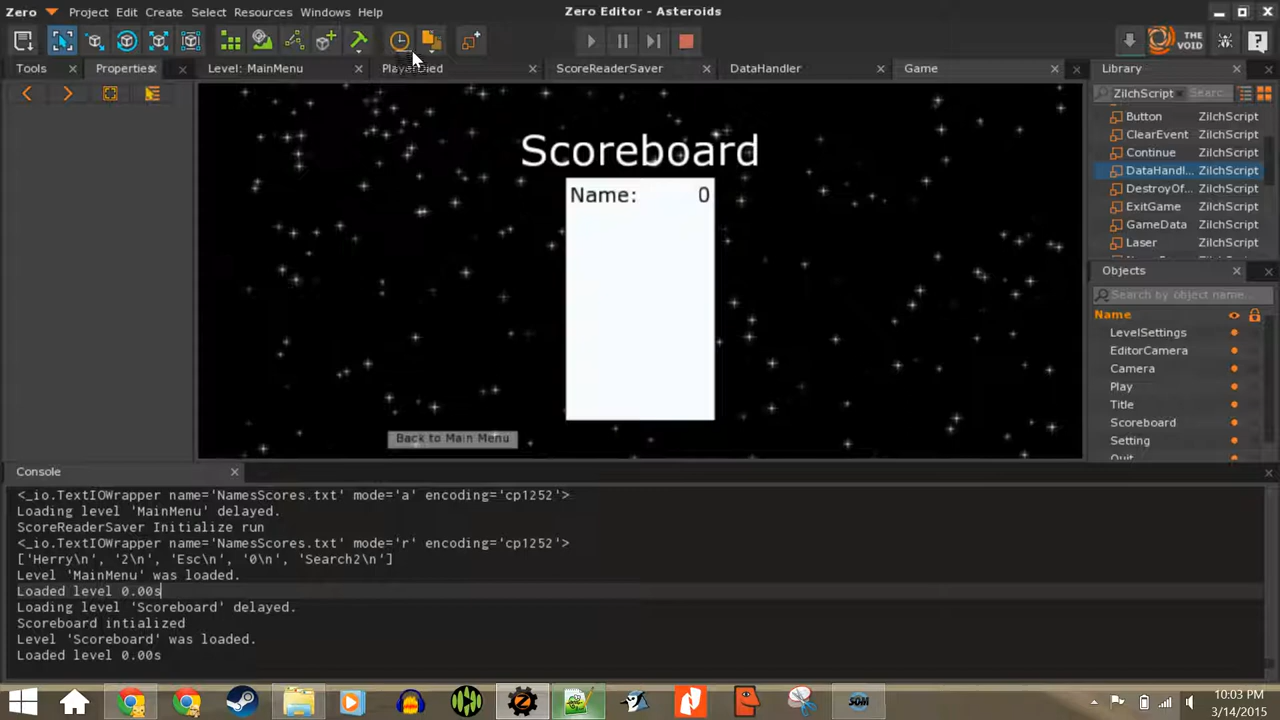 Zero Project Edit Create Select Resources Windows Help Zero Editor - Asteroids
THE VOID
Tools Properties Level: MainMenu ScoreReaderSaver DataHandler Game Library
ZilchScript
Button ZilchScript
ClearEvent ZilchScript
Continue ZilchScript
DataHandl... ZilchScript
DestroyOf... ZilchScript
ExitGame ZilchScript
GameData ZilchScript
Laser ZilchScript
Scoreboard
Name: 0
Back to Main Menu
Objects
Search by object name...
Name
LevelSettings
EditorCamera
Camera
Play
Title
Scoreboard
Setting
Quit
Console
<_io.TextIOWrapper name='NamesScores.txt' mode='a' encoding='cp1252'>
Loading level 'MainMenu' delayed.
ScoreReaderSaver Initialize run
<_io.TextIOWrapper name='NamesScores.txt' mode='r' encoding='cp1252'>
['Herry\n', '2\n', 'Esc\n', '0\n', 'Search2\n']
Level 'MainMenu' was loaded.
Loaded level 0.00s
Loading level 'Scoreboard' delayed.
Scoreboard intialized
Level 'Scoreboard' was loaded.
Loaded level 0.00s
SOM
10:03 PM
3/14/2015